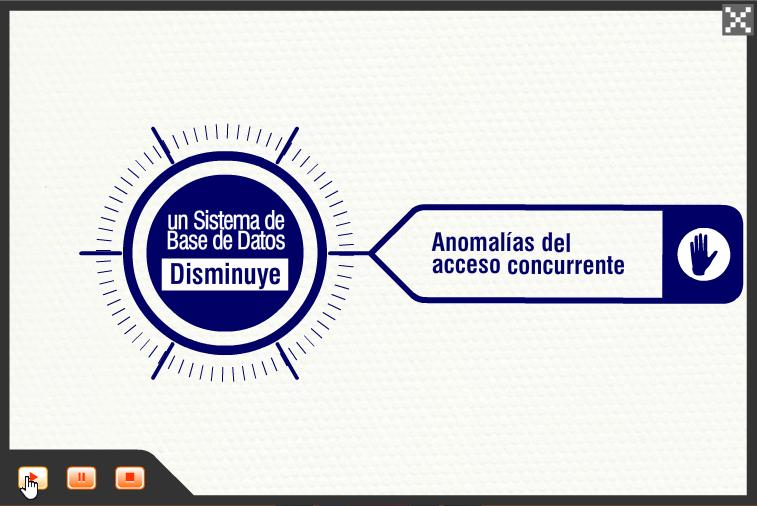 un Sistema de
Base de Datos
Disminuye
Anomalías del
acceso concurrente